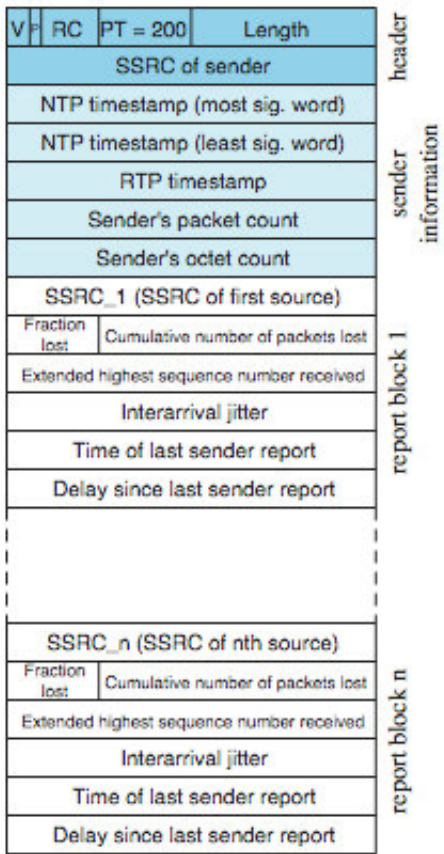 V P RC PT = 200 Length
SSRC of sender
header
NTP timestamp (most sig. word)
NTP timestamp (least sig. word)
RTP timestamp
Sender's packet count
Sender's octet count
sender
information
SSRC_1 (SSRC of first source)
Fraction
lost
Cumulative number of packets lost
Extended highest sequence number received
Interarrival jitter
Time of last sender report
Delay since last sender report
report block 1
SSRC_n (SSRC of nth source)
Fraction
lost
Cumulative number of packets lost
Extended highest sequence number received
Interarrival jitter
Time of last sender report
Delay since last sender report
report block n